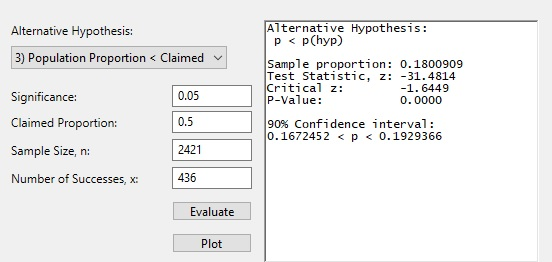 Alternative Hypothesis:
3) Population Proportion < Claimed
Significance: 0.05
Claimed Proportion: 0.5
Sample Size, n: 2421
Number of Successes, x: 436
Evaluate
Plot
Alternative Hypothesis:
p < p(hyp)
Sample proportion: 0.1800909
Test Statistic, z: -31.4814
Critical z: -1.6449
P-Value: 0.0000
90% Confidence interval:
0.1672452 < p < 0.1929366